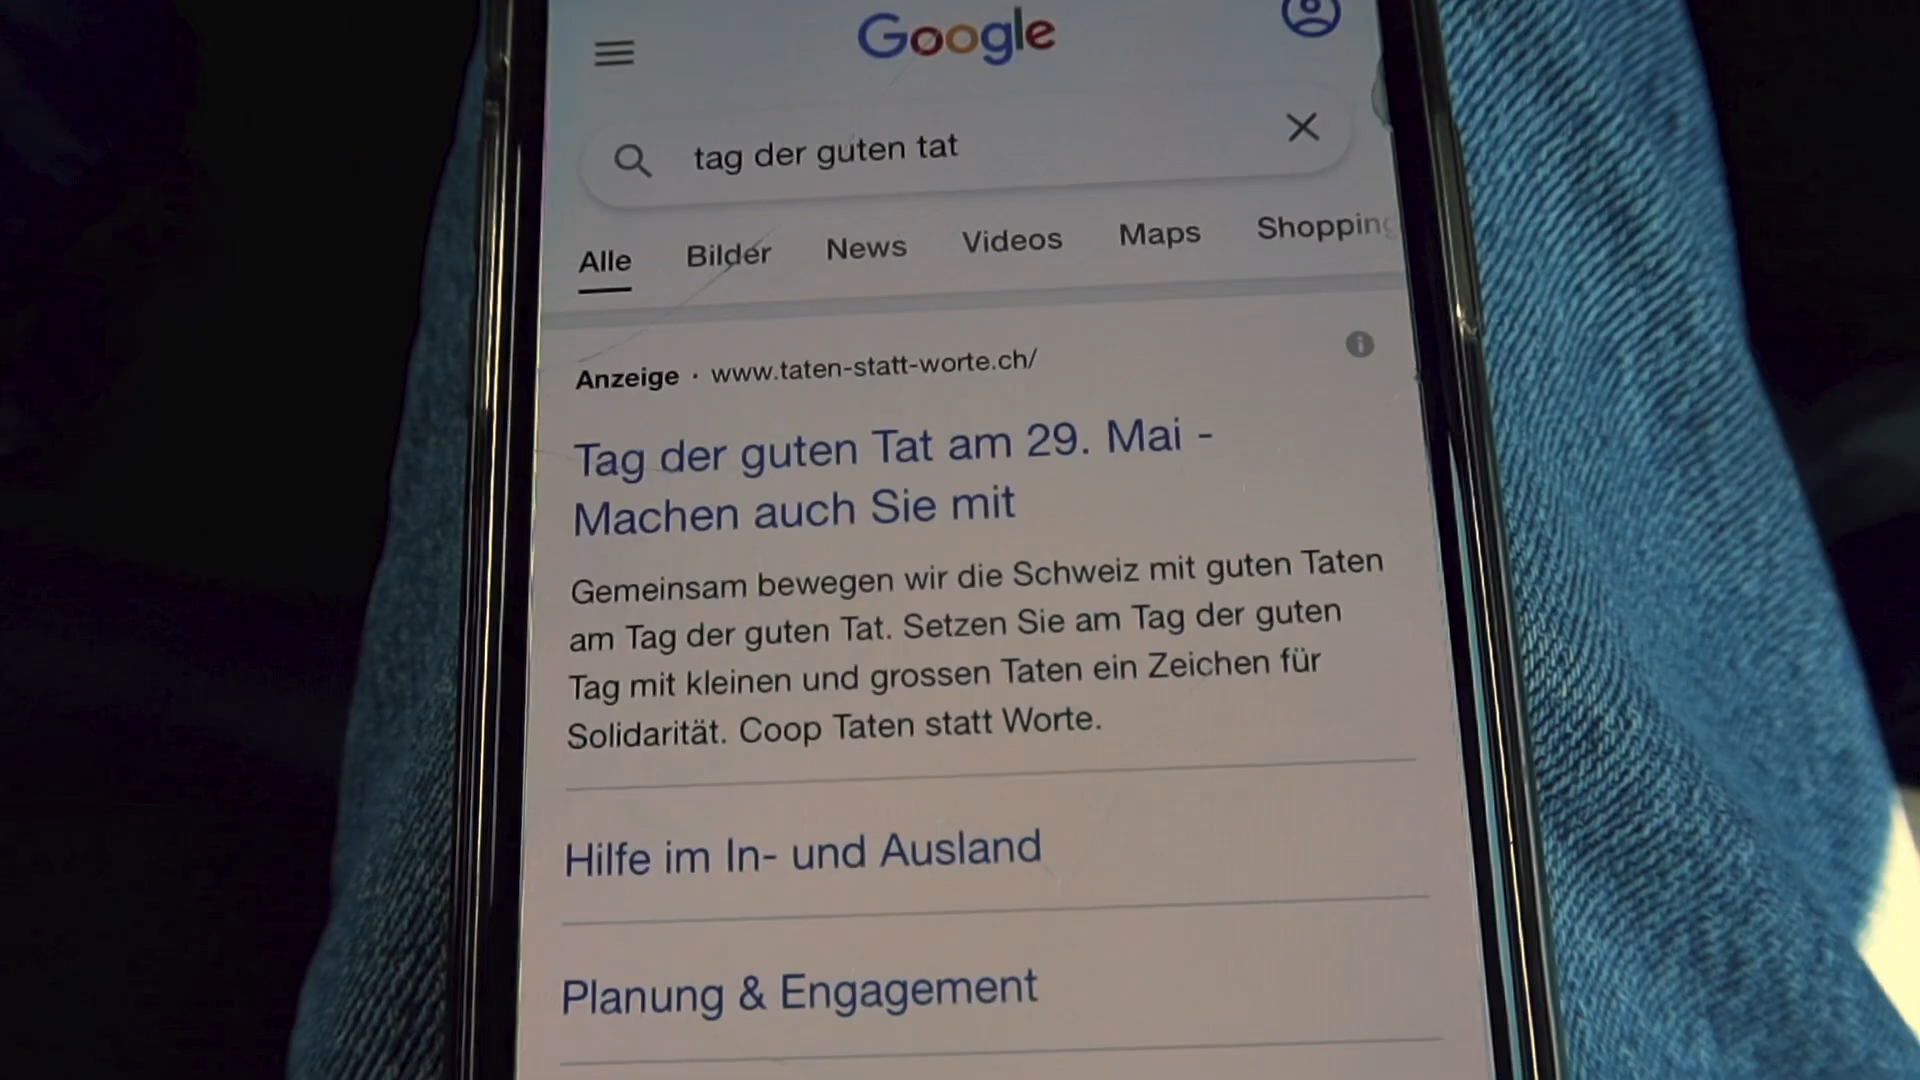 Google
tag der guten tat
Alle Bilder News Videos Maps Shopping
Anzeige · www.taten-statt-worte.ch/
Tag der guten Tat am 29. Mai -
Machen auch Sie mit
Gemeinsam bewegen wir die Schweiz mit guten Taten
am Tag der guten Tat. Setzen Sie am Tag der guten
Tag mit kleinen und grossen Taten ein Zeichen für
Solidarität. Coop Taten statt Worte.
Hilfe im In- und Ausland
Planung & Engagement